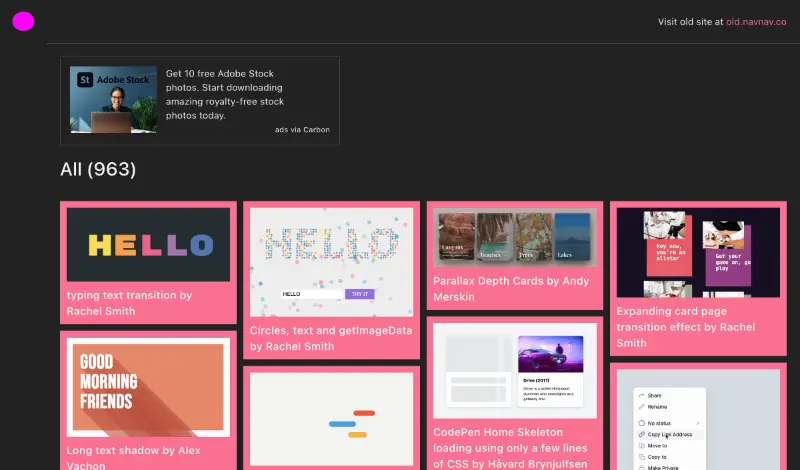 Visit old site at old.navnav.co
St Adobe Stock
Get 10 free Adobe Stock
photos. Start downloading
amazing royalty-free stock
photos today.
ads via Carbon
All (963)
HELLO
typing text transition by
Rachel Smith
HELLO
HELLO
TRY IT
Circles, text and getImageData
by Rachel Smith
Canyons
Beaches
Trees
Lakes
Parallax Depth Cards by Andy
Merskin
Hey now,
you're an
allstar
Get your
game on, go
play
Expanding card page
transition effect by Rachel
Smith
GOOD
MORNING
FRIENDS
Long text shadow by Alex
Vachon
Drive (2011)
CodePen Home Skeleton
loading using only a few lines
of CSS by Håvard Brynjulfsen
Share
Rename
No status
Copy Link Address
Move to
Copy to
Make Private